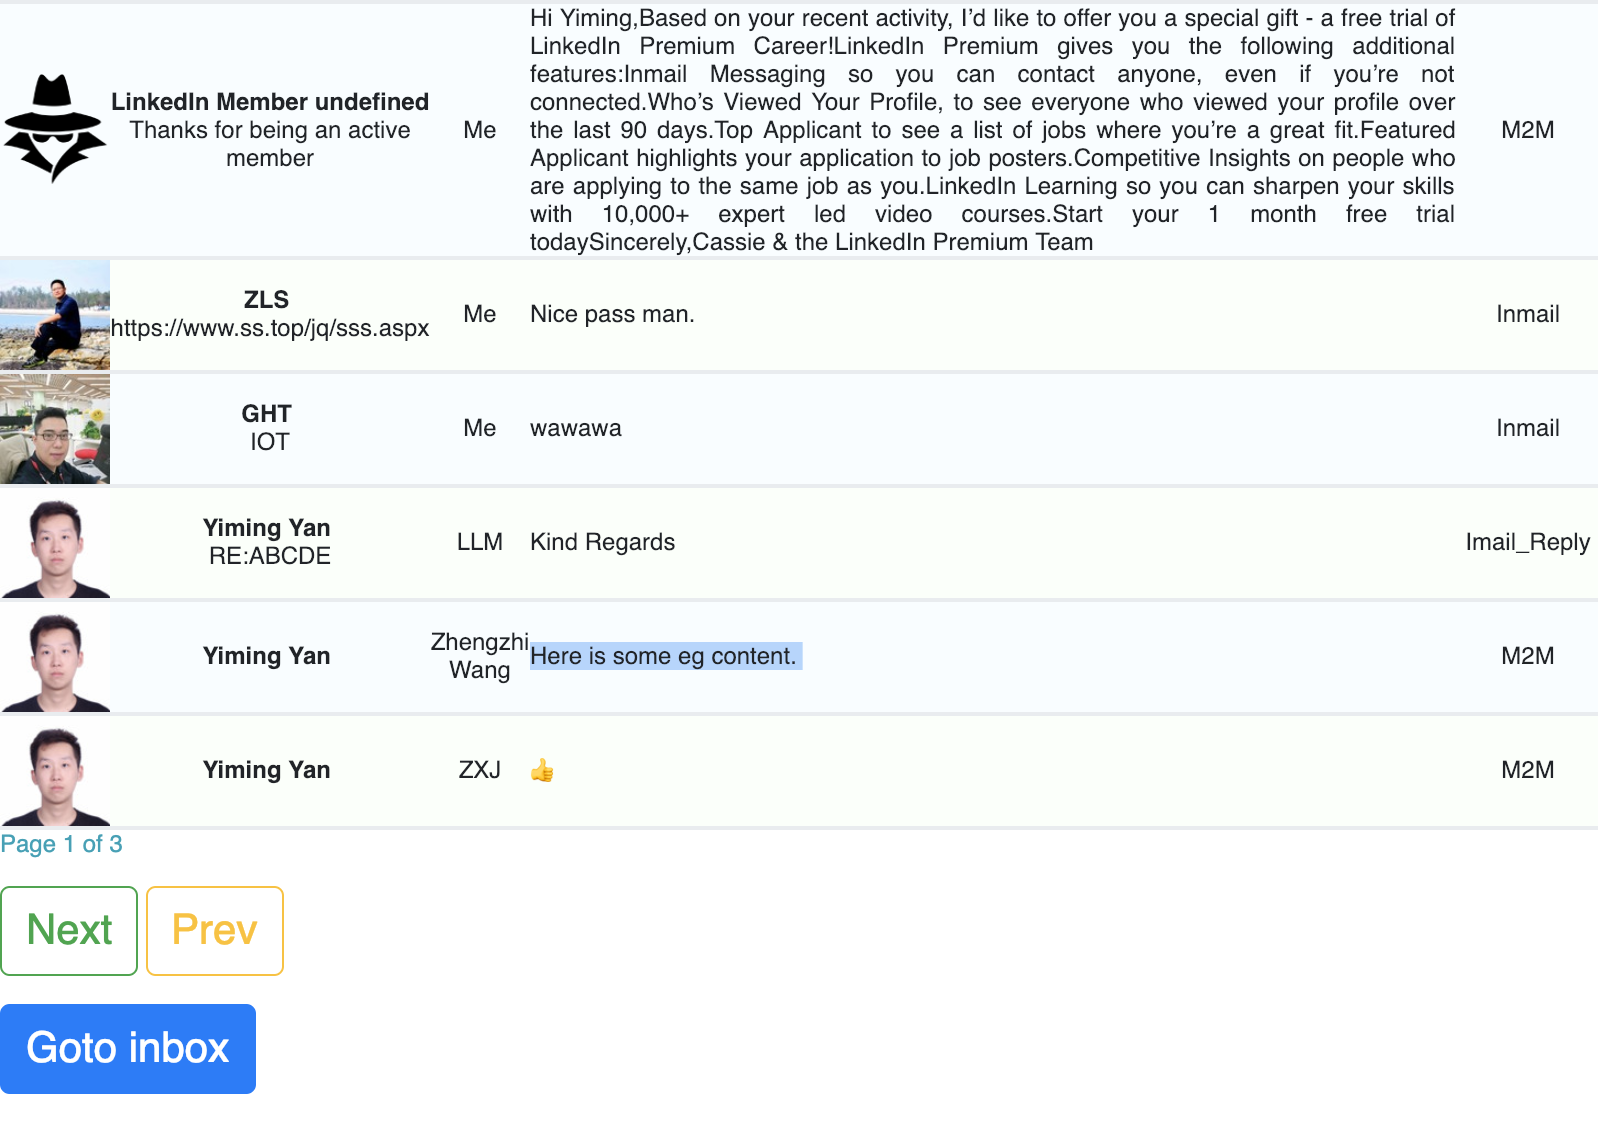 Hi Yiming,Based on your recent activity, I’d like to offer you a special gift - a free trial of
LinkedIn Premium Career!LinkedIn Premium gives you the following additional
features:Inmail Messaging so you can contact anyone, even if you’re not
connected.Who’s Viewed Your Profile, to see everyone who viewed your profile over
the last 90 days.Top Applicant to see a list of jobs where you’re a great fit.Featured
Applicant highlights your application to job posters.Competitive Insights on people who
are applying to the same job as you.LinkedIn Learning so you can sharpen your skills
with 10,000+ expert led video courses.Start your 1 month free trial
todaySincerely,Cassie & the LinkedIn Premium Team
LinkedIn Member undefined
Thanks for being an active
member
Me
M2M
ZLS
https://www.ss.top/jq/sss.aspx
Me
Nice pass man.
Inmail
GHT
IOT
Me
wawawa
Inmail
Yiming Yan
RE:ABCDE
LLM
Kind Regards
Imail_Reply
Yiming Yan
Zhengzhi
Wang
Here is some eg content.
M2M
Yiming Yan
ZXJ
👍
M2M
Page 1 of 3
Next
Prev
Goto inbox